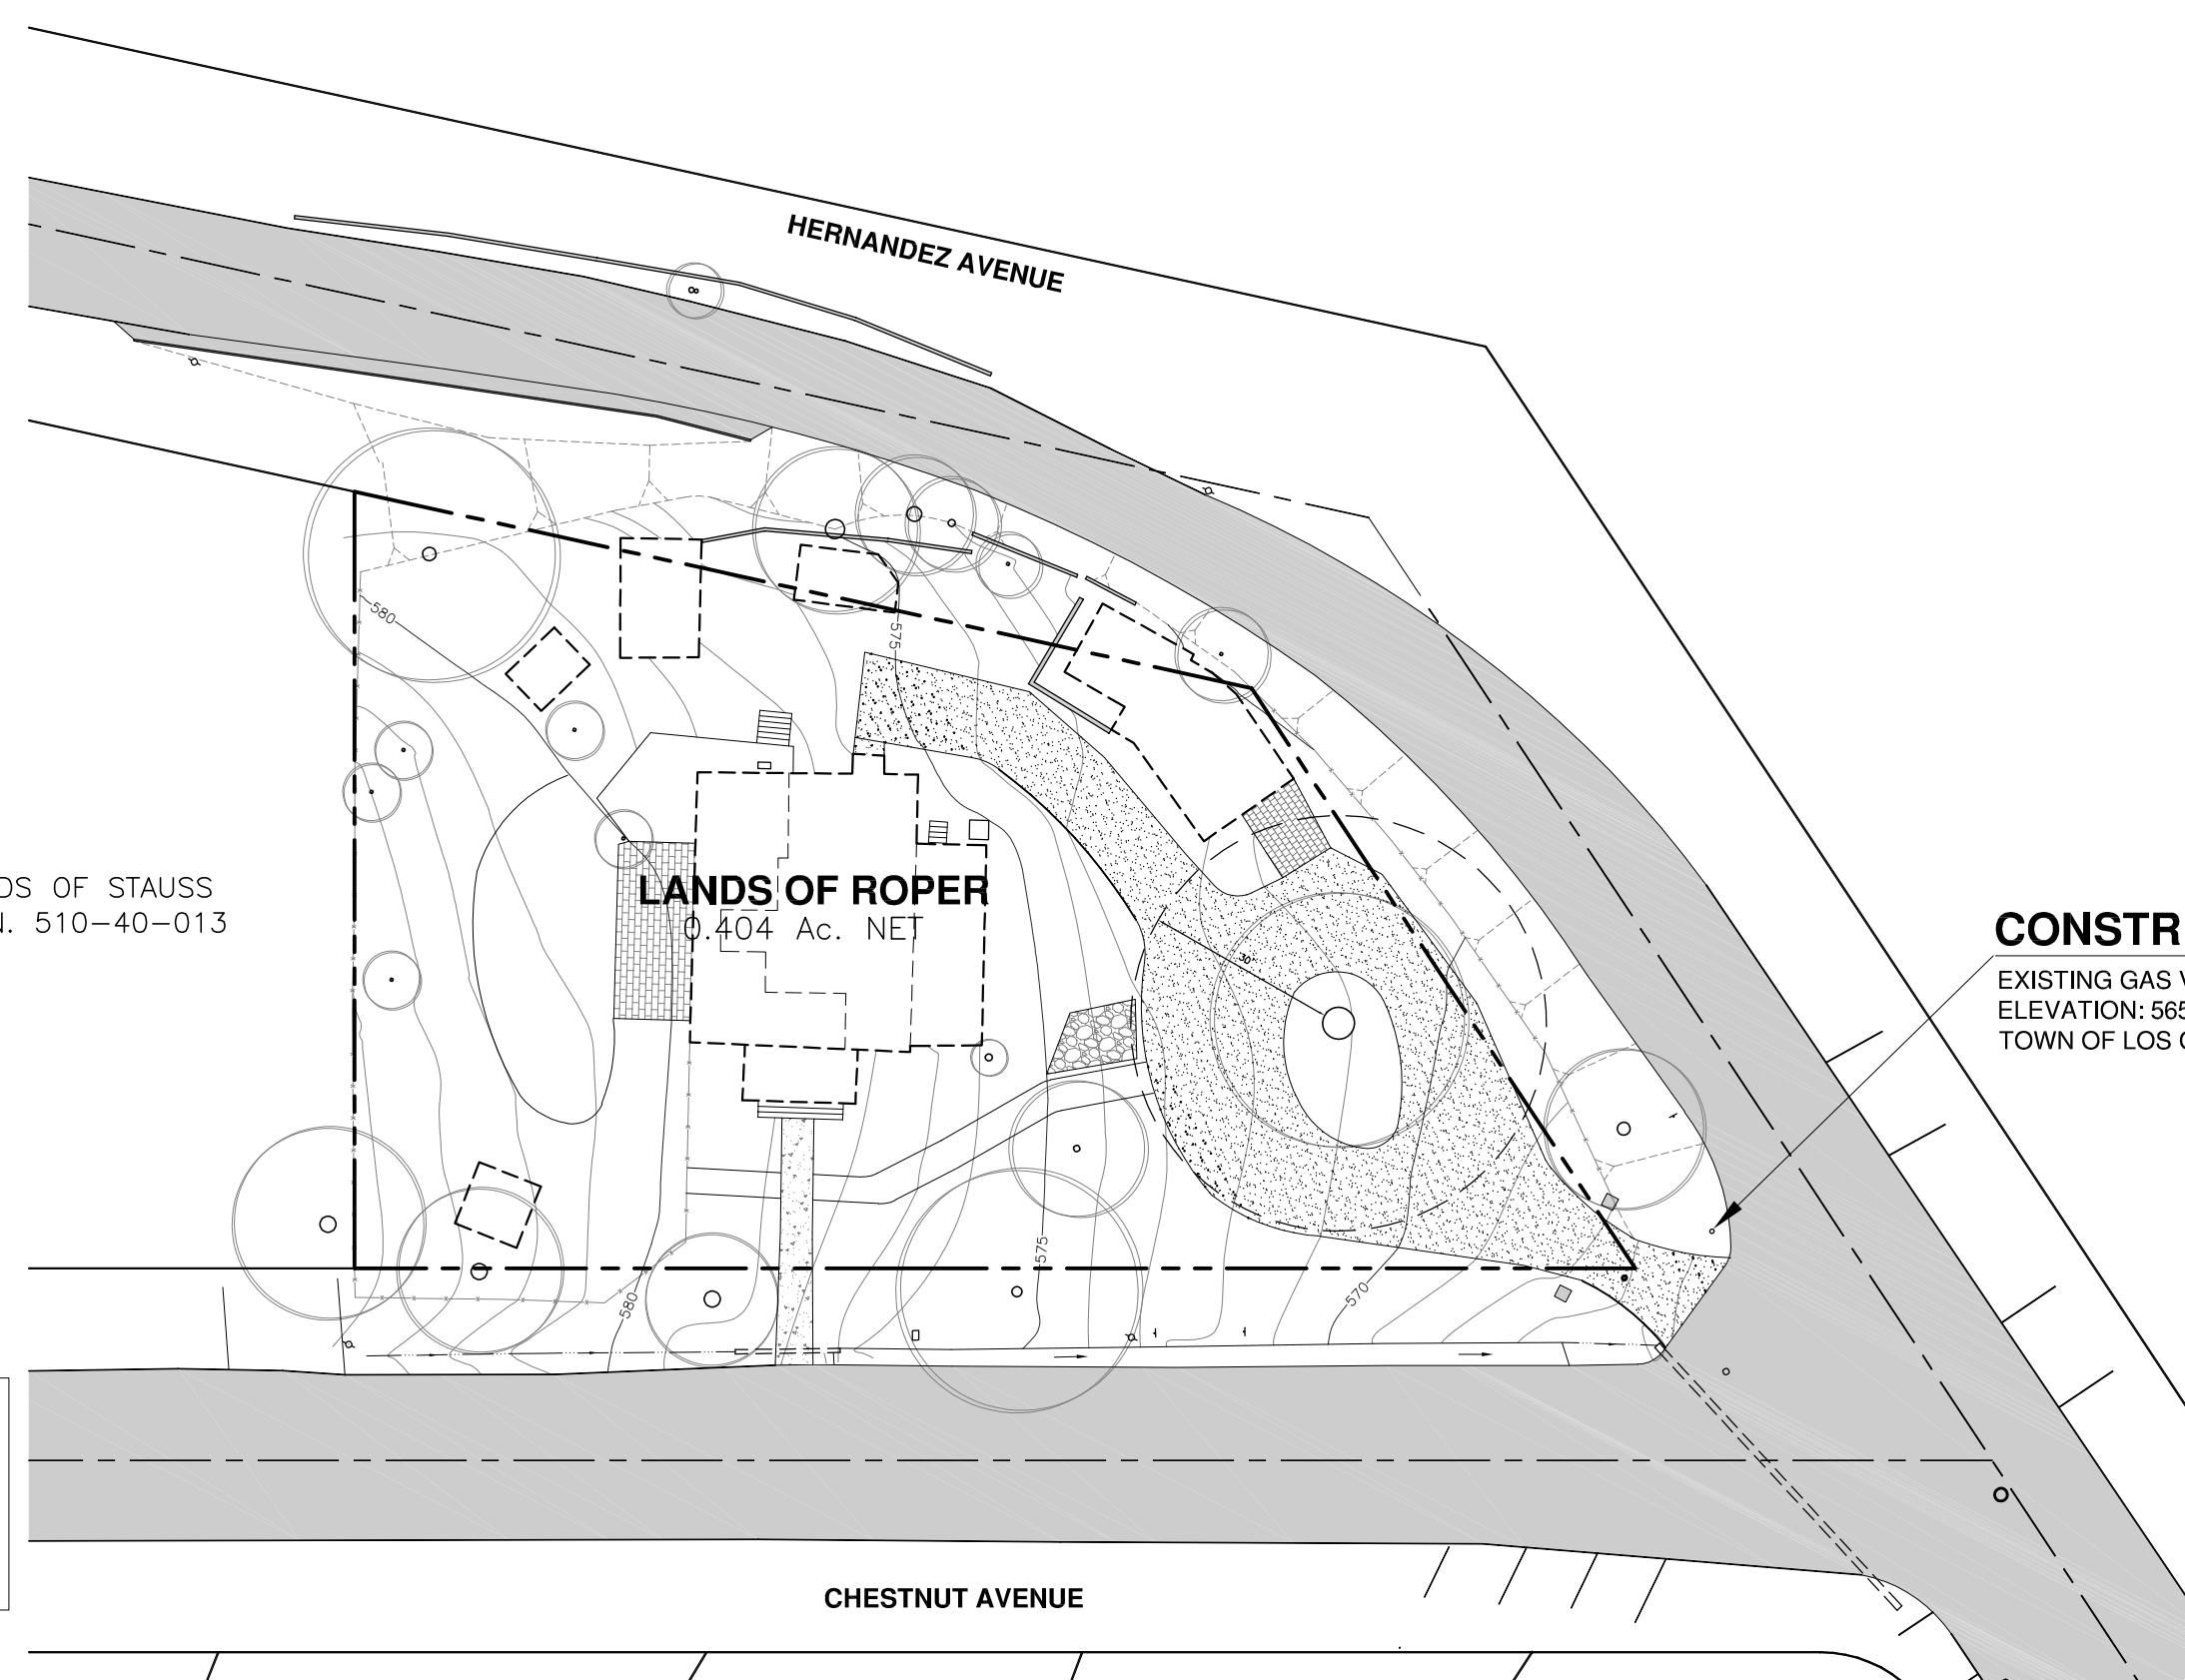 HERNANDEZ AVENUE
580
575
LANDS OF ROPER
0.404 Ac. NET
DS OF STAUSS
N. 510-40-013
30'
CONSTR
EXISTING GAS V
ELEVATION: 565
TOWN OF LOS G
575
580
570
CHESTNUT AVENUE